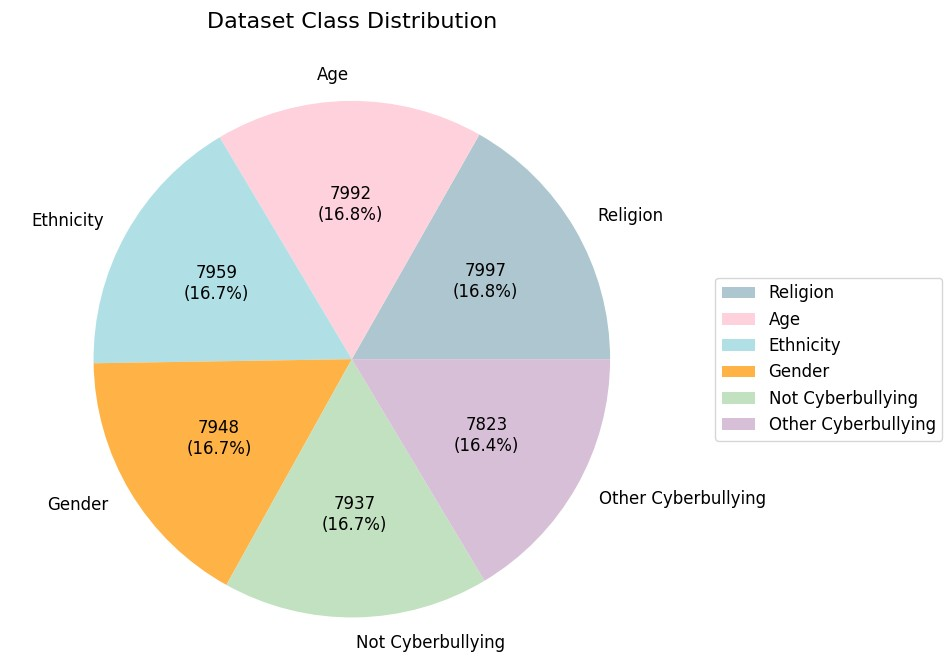 Dataset Class Distribution
Age
7992
(16.8%)
Religion
7997
(16.8%)
Ethnicity
7959
(16.7%)
Gender
7948
(16.7%)
Not Cyberbullying
7937
(16.7%)
Other Cyberbullying
7823
(16.4%)
Religion
Age
Ethnicity
Gender
Not Cyberbullying
Other Cyberbullying